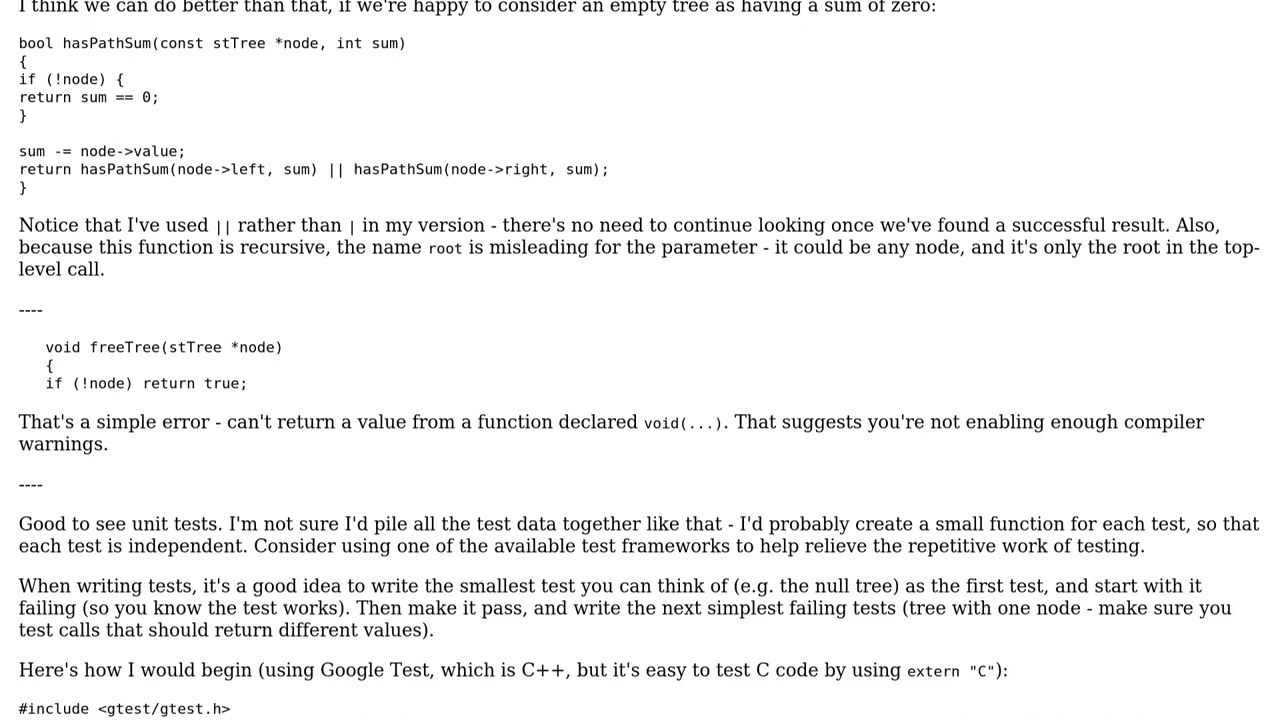 I think we can do better than that, if we're happy to consider an empty tree as having a sum of zero:
bool hasPathSum(const stTree *node, int sum)
{
if (!node) {
return sum == 0;
}
sum -= node->value;
return hasPathSum(node->left, sum) || hasPathSum(node->right, sum);
}
Notice that I've used || rather than | in my version - there's no need to continue looking once we've found a successful result. Also,
because this function is recursive, the name root is misleading for the parameter - it could be any node, and it's only the root in the top-
level call.
----
void freeTree(stTree *node)
{
if (!node) return true;
That's a simple error - can't return a value from a function declared void(...). That suggests you're not enabling enough compiler
warnings.
----
Good to see unit tests. I'm not sure I'd pile all the test data together like that - I'd probably create a small function for each test, so that
each test is independent. Consider using one of the available test frameworks to help relieve the repetitive work of testing.
When writing tests, it's a good idea to write the smallest test you can think of (e.g. the null tree) as the first test, and start with it
failing (so you know the test works). Then make it pass, and write the next simplest failing tests (tree with one node - make sure you
test calls that should return different values).
Here's how I would begin (using Google Test, which is C++, but it's easy to test C code by using extern "C"):
#include <gtest/gtest.h>